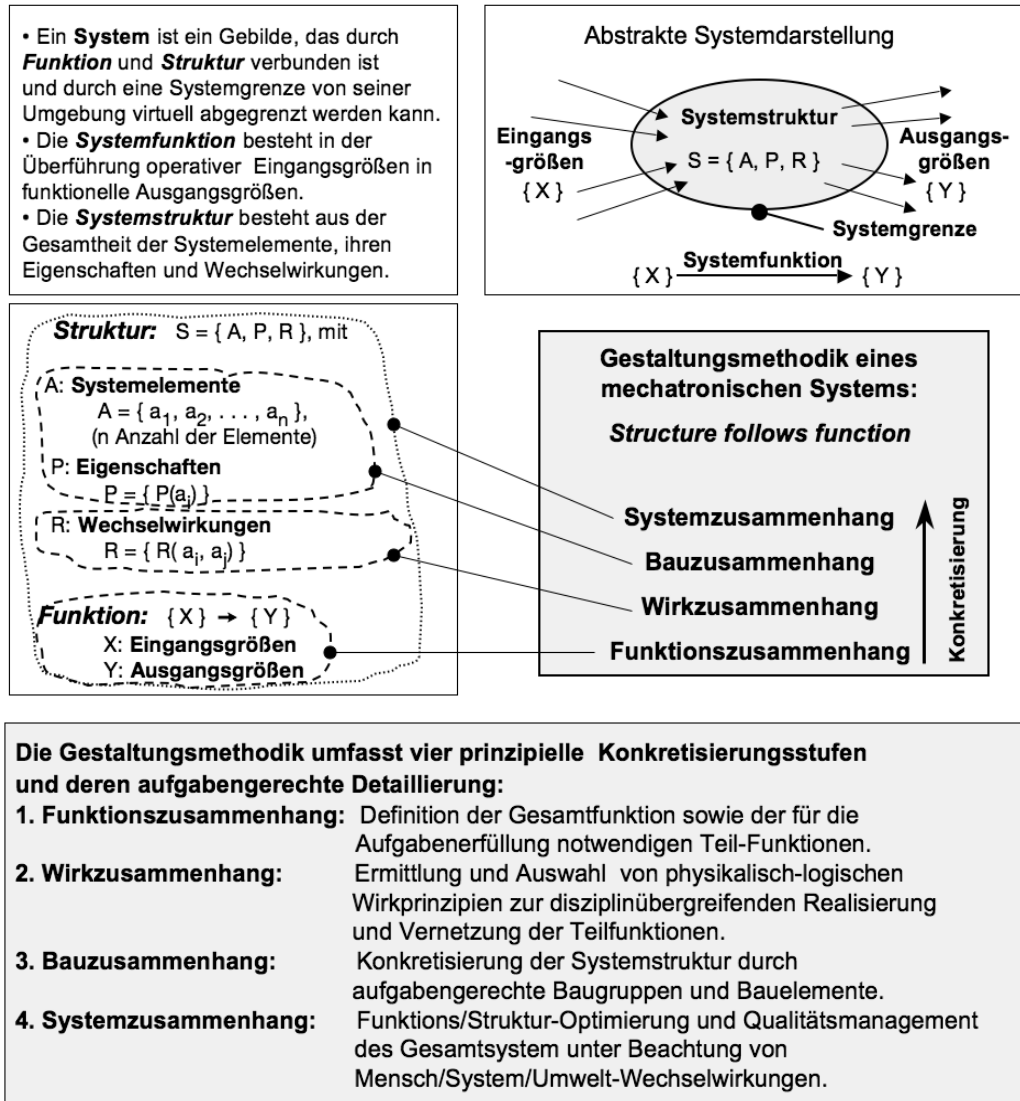 • Ein System ist ein Gebilde, das durch
Funktion und Struktur verbunden ist
und durch eine Systemgrenze von seiner
Umgebung virtuell abgegrenzt werden kann.
• Die Systemfunktion besteht in der
Überführung operativer Eingangsgrößen in
funktionelle Ausgangsgrößen.
• Die Systemstruktur besteht aus der
Gesamtheit der Systemelemente, ihren
Eigenschaften und Wechselwirkungen.
Abstrakte Systemdarstellung
Eingangs
-größen
{ X }
Systemstruktur
S = { A, P, R }
Ausgangs-
größen
{ Y }
Systemgrenze
Systemfunktion
{ X } → { Y }
Struktur: S = { A, P, R }, mit
A: Systemelemente
A = { a₁, a₂, . . . , aₙ },
(n Anzahl der Elemente)
P: Eigenschaften
P = { P(aᵢ) }
R: Wechselwirkungen
R = { R( aᵢ, aⱼ ) }
Funktion: { X } → { Y }
X: Eingangsgrößen
Y: Ausgangsgrößen
Gestaltungsmethodik eines
mechatronischen Systems:
Structure follows function
Systemzusammenhang
Bauzusammenhang
Wirkzusammenhang
Funktionszusammenhang
Konkretisierung
Die Gestaltungsmethodik umfasst vier prinzipielle Konkretisierungsstufen
und deren aufgabengerechte Detaillierung:
1. Funktionszusammenhang: Definition der Gesamtfunktion sowie der für die
Aufgabenerfüllung notwendigen Teil-Funktionen.
2. Wirkzusammenhang: Ermittlung und Auswahl von physikalisch-logischen
Wirkprinzipien zur disziplinübergreifenden Realisierung
und Vernetzung der Teilfunktionen.
3. Bauzusammenhang: Konkretisierung der Systemstruktur durch
aufgabengerechte Baugruppen und Bauelemente.
4. Systemzusammenhang: Funktions/Struktur-Optimierung und Qualitätsmanagement
des Gesamtsystem unter Beachtung von
Mensch/System/Umwelt-Wechselwirkungen.